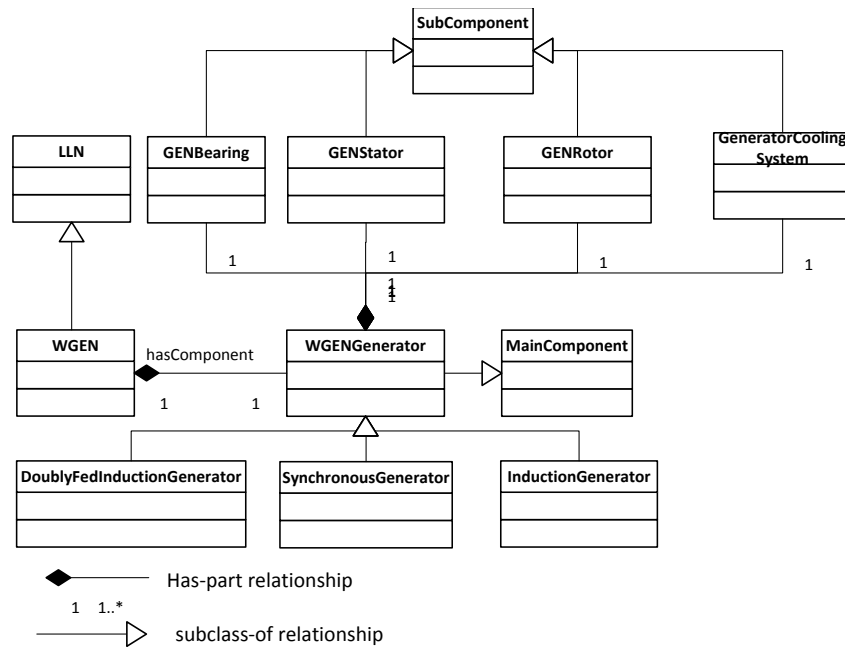 SubComponent
LLN
GENBearing
GENStator
GENRotor
GeneratorCooling
System
1
1
1
1
1
1
1
WGEN
hasComponent
WGENGenerator
MainComponent
1
1
DoublyFedInductionGenerator
SynchronousGenerator
InductionGenerator
Has-part relationship
1
1..*
subclass-of relationship